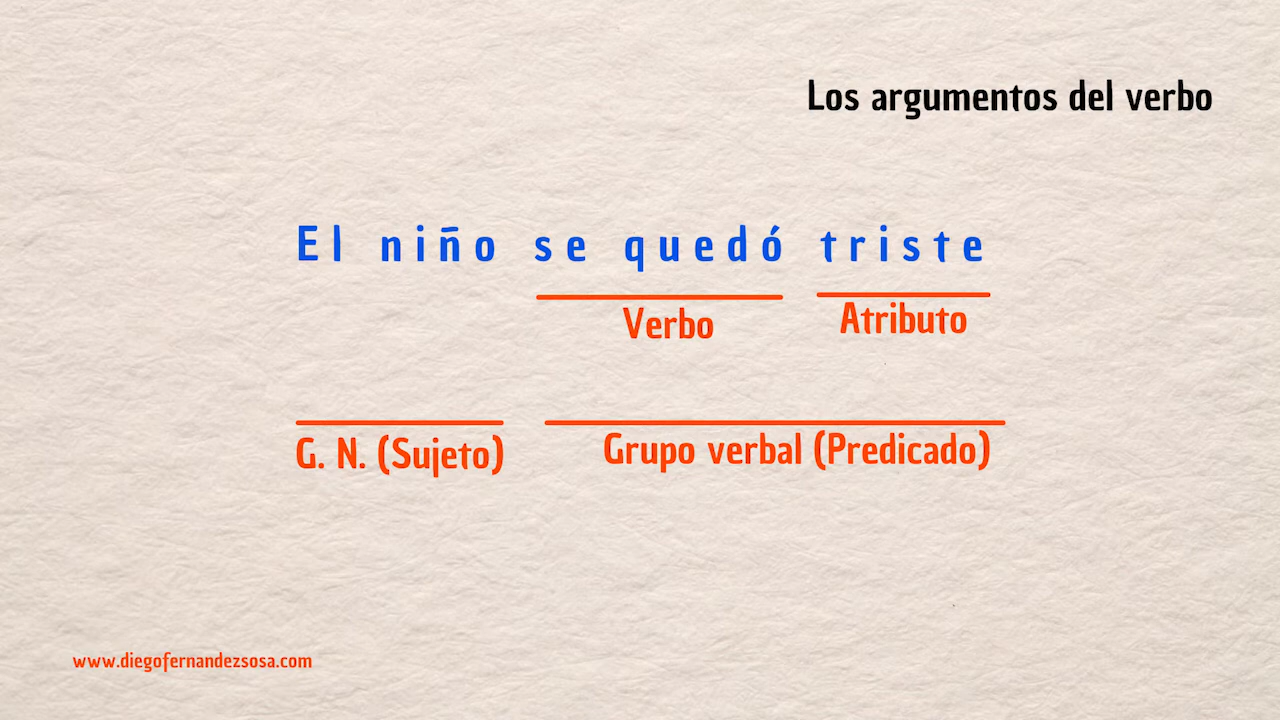 Los argumentos del verbo
El niño se quedó triste
Verbo
Atributo
G. N. (Sujeto)
Grupo verbal (Predicado)
www.diegofernandezsosa.com